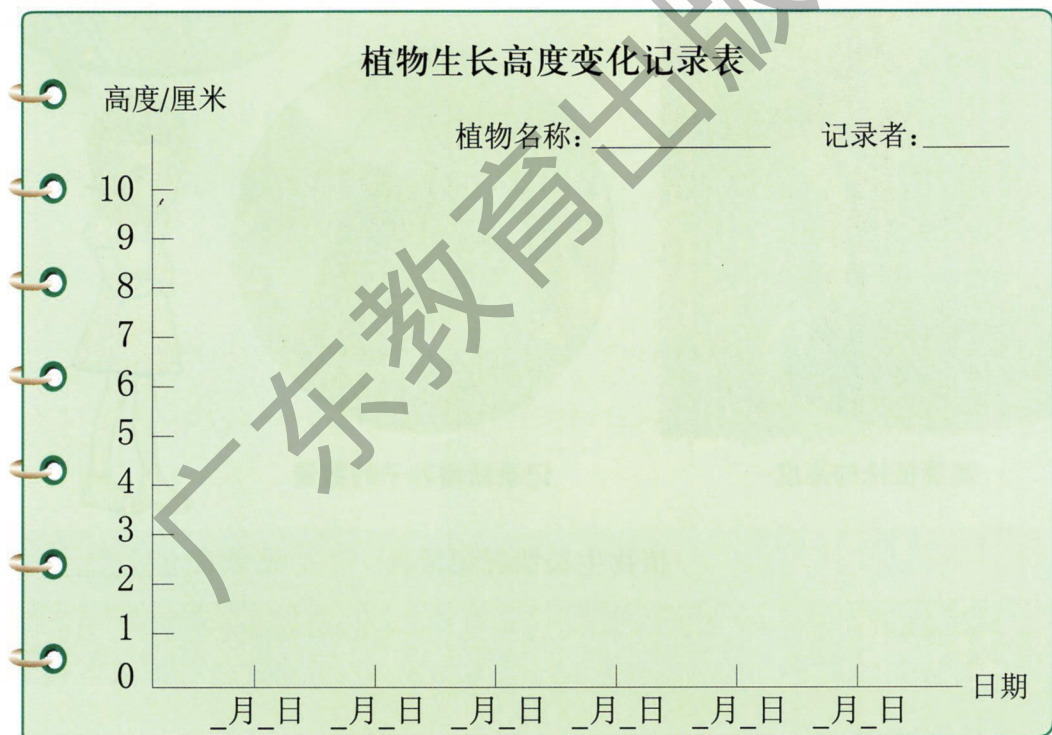 植物生长高度变化记录表
高度/厘米
植物名称:__________ 记录者:_____
10
9
8
7
6
5
4
3
2
1
0
日期
_月_日 _月_日 _月_日 _月_日 _月_日 _月_日
广东教育出版